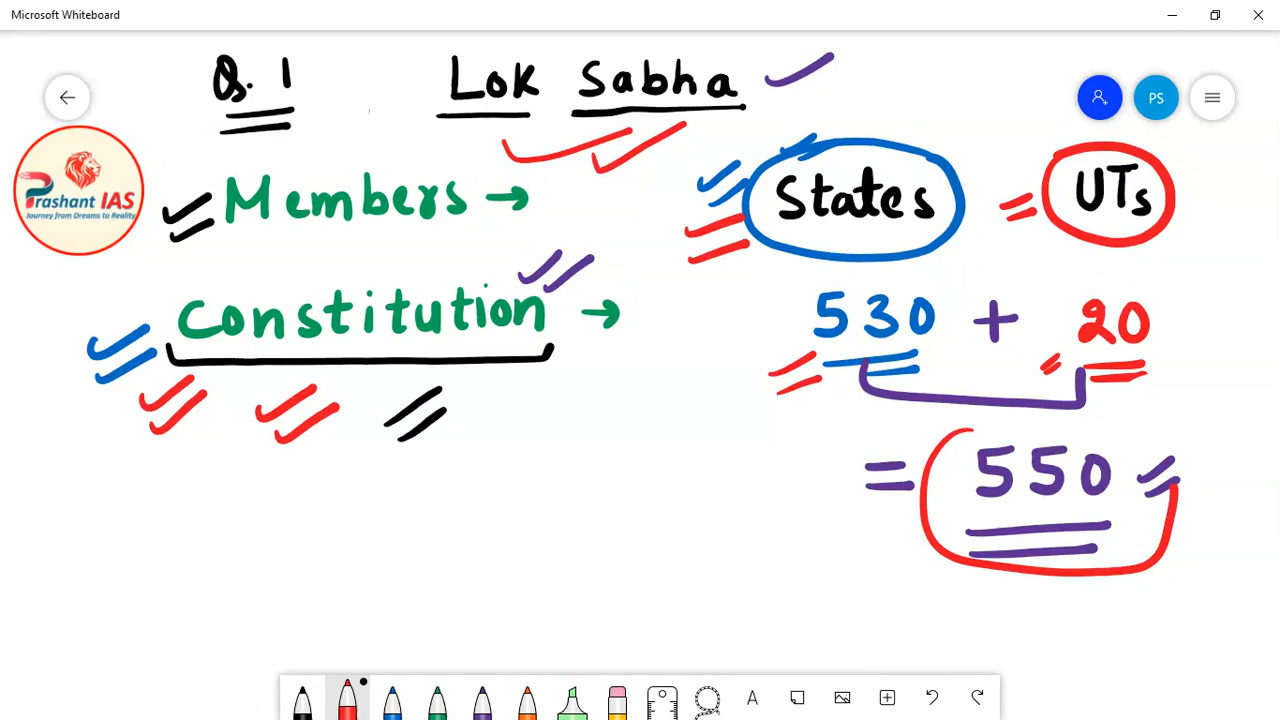 Microsoft Whiteboard
Q. 1 Lok Sabha
PS
Prashant IAS
Journey from Dreams to Reality
Members → States UTs
Constitution → 530 + 20
= 550
A